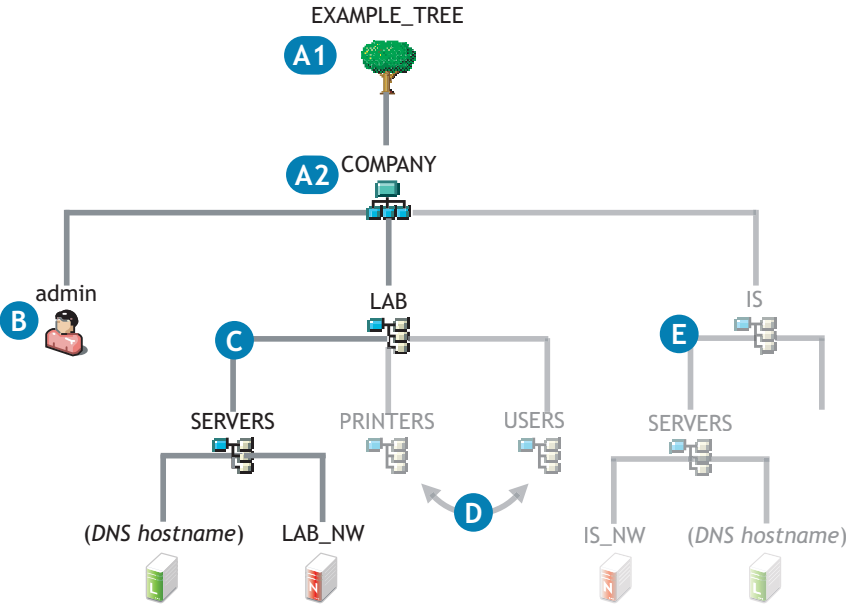 EXAMPLE_TREE
A1
A2
COMPANY
admin
B
LAB
IS
C
E
SERVERS
PRINTERS
USERS
SERVERS
D
(DNS hostname)
LAB_NW
IS_NW
(DNS hostname)
L
N
N
L